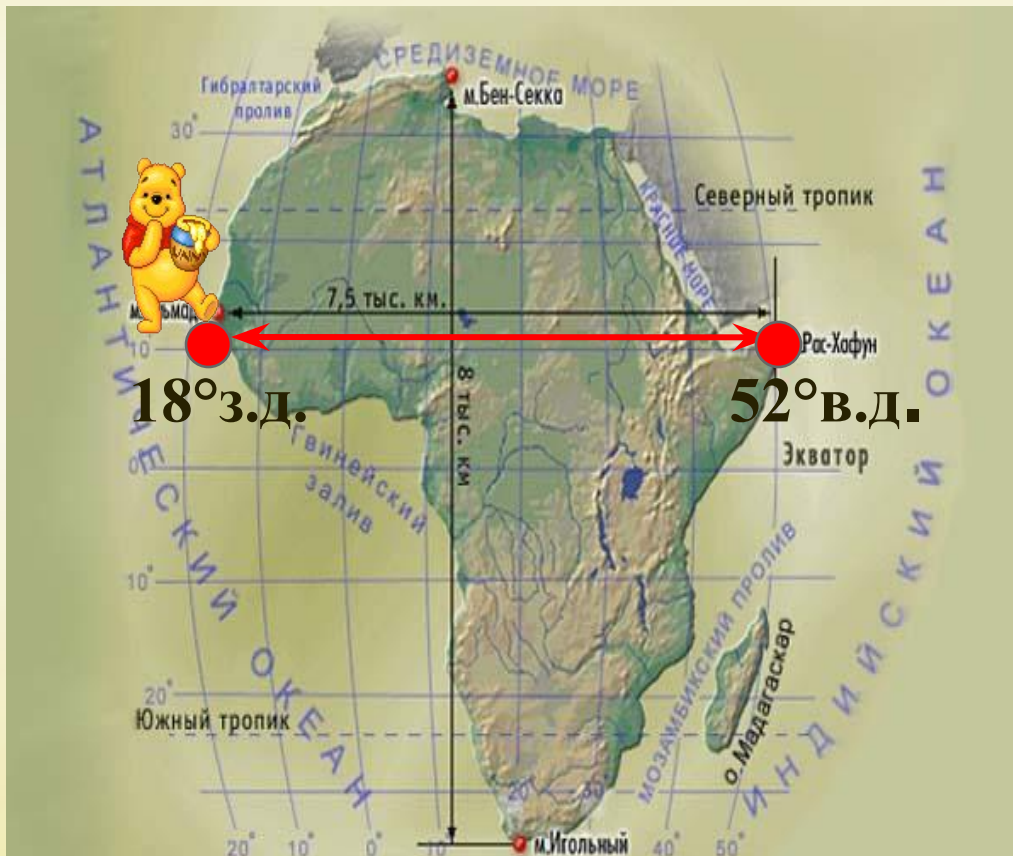 СРЕДИЗЕМНОЕ МОРЕ
Гибралтарский
пролив
м.Бен-Секка
АТЛАНТИЧЕСКИЙ ОКЕАН
30°
Северный тропик
КРАСНОЕ МОРЕ
7,5 тыс. км.
10
Рас-Хафун
18°з.д.
52°в.д.
8 тыс. км
Гвинейский
залив
Экватор
0°
10°
МОЗАМБИКСКИЙ ПРОЛИВ
о.Мадагаскар
ИНДИЙСКИЙ ОКЕАН
20°
Южный тропик
20°
30°
20°
10°
0°
10°
м.Игольный
40°
50°